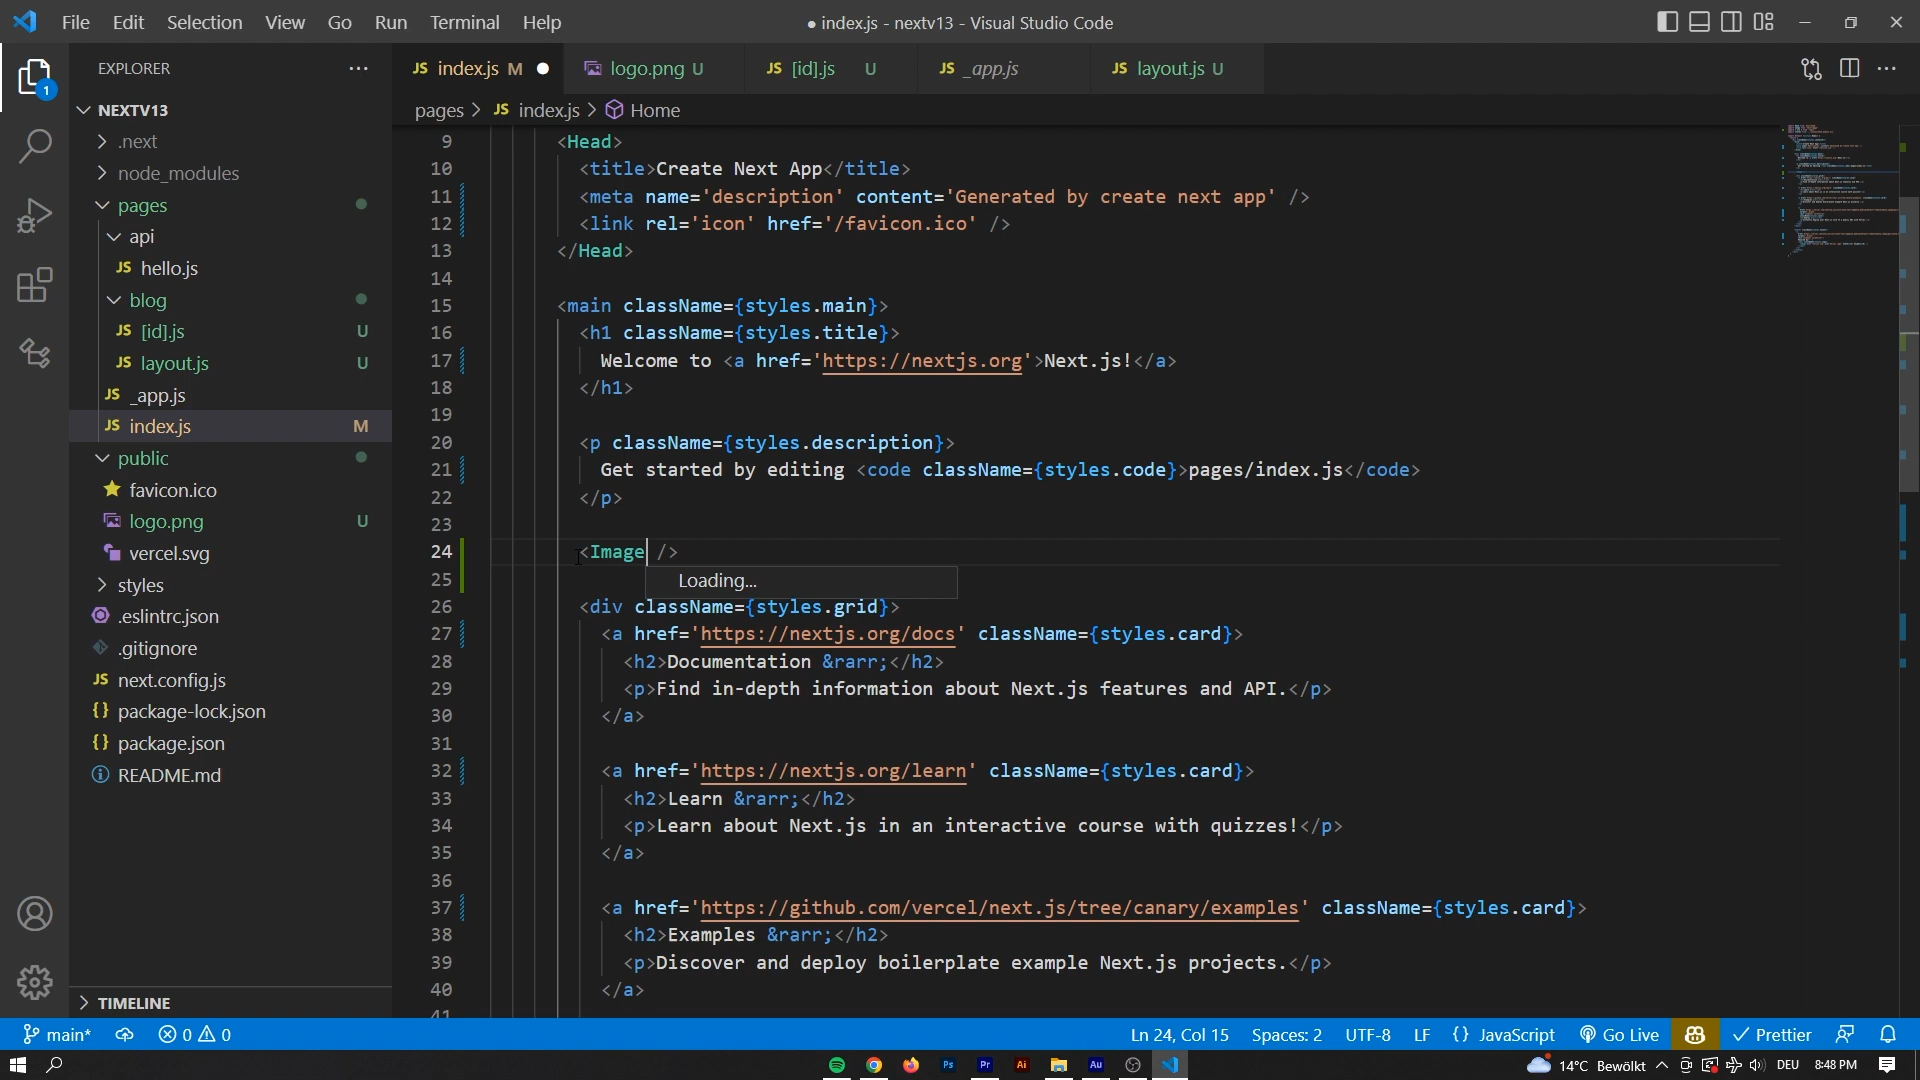 File Edit Selection View Go Run Terminal Help
● index.js - nextv13 - Visual Studio Code
EXPLORER
1
NEXTV13
.next
node_modules
pages
api
JS hello.js
blog
JS [id].js U
JS layout.js U
JS _app.js
JS index.js M
public
favicon.ico
logo.png U
vercel.svg
styles
.eslintrc.json
.gitignore
JS next.config.js
{} package-lock.json
{} package.json
README.md
TIMELINE
JS index.js M
logo.png U
JS [id].js U
JS _app.js
JS layout.js U
pages > JS index.js > Home
9 <Head>
10 <title>Create Next App</title>
11 <meta name='description' content='Generated by create next app' />
12 <link rel='icon' href='/favicon.ico' />
13 </Head>
14
15 <main className={styles.main}>
16 <h1 className={styles.title}>
17 Welcome to <a href='https://nextjs.org'>Next.js!</a>
18 </h1>
19
20 <p className={styles.description}>
21 Get started by editing <code className={styles.code}>pages/index.js</code>
22 </p>
23
24 <Image />
Loading...
25
26 <div className={styles.grid}>
27 <a href='https://nextjs.org/docs' className={styles.card}>
28 <h2>Documentation &rarr;</h2>
29 <p>Find in-depth information about Next.js features and API.</p>
30 </a>
31
32 <a href='https://nextjs.org/learn' className={styles.card}>
33 <h2>Learn &rarr;</h2>
34 <p>Learn about Next.js in an interactive course with quizzes!</p>
35 </a>
36
37 <a href='https://github.com/vercel/next.js/tree/canary/examples' className={styles.card}>
38 <h2>Examples &rarr;</h2>
39 <p>Discover and deploy boilerplate example Next.js projects.</p>
40 </a>
41
main* 0 0 Ln 24, Col 15 Spaces: 2 UTF-8 LF {} JavaScript Go Live Prettier
Ps Pr Ai Au 14°C Bewölkt DEU 8:48 PM